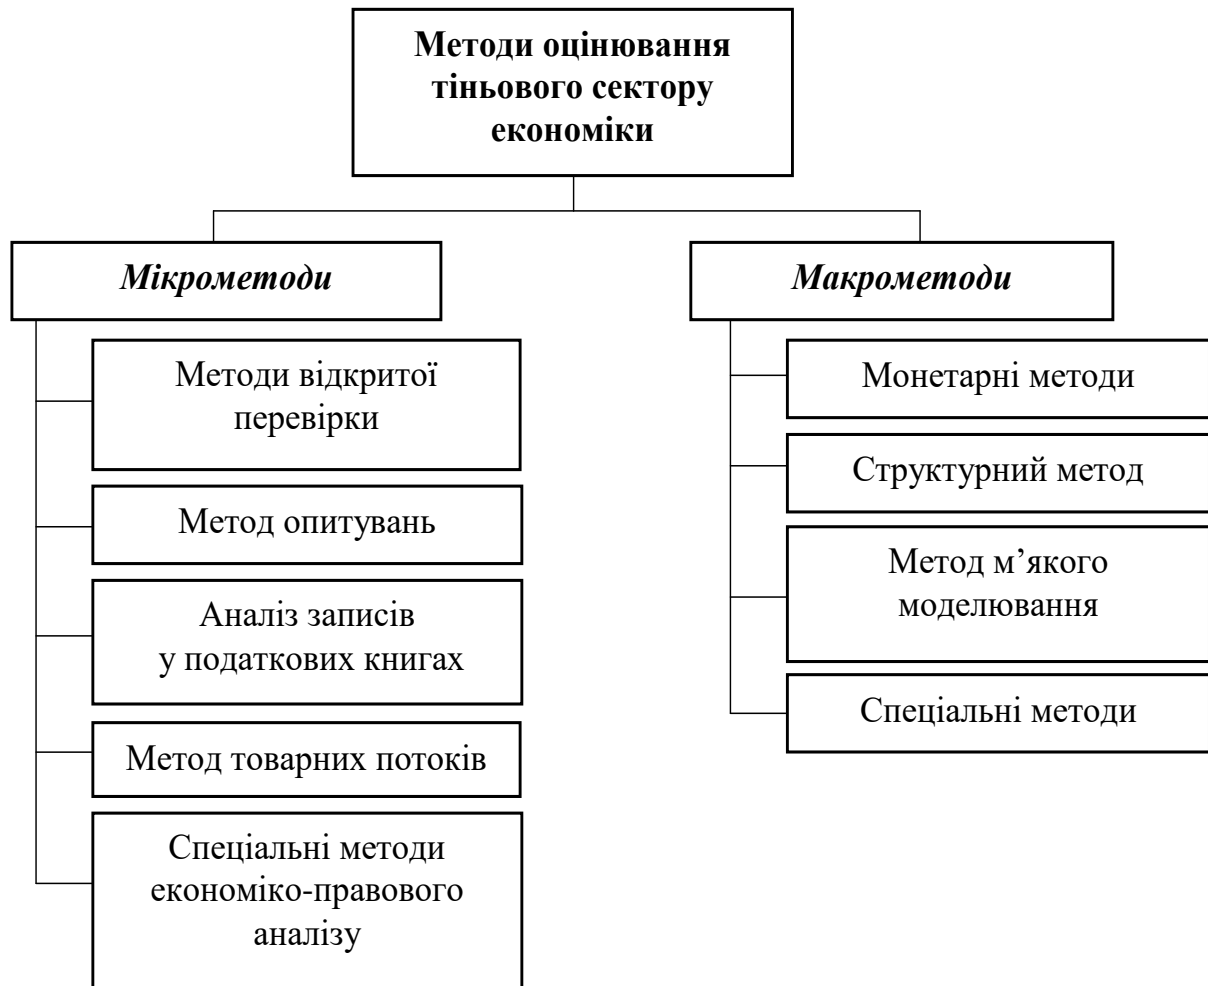 Методи оцінювання
тіньового сектору
економіки
Мікрометоди
Методи відкритої
перевірки
Метод опитувань
Аналіз записів
у податкових книгах
Метод товарних потоків
Спеціальні методи
економіко-правового
аналізу
Макрометоди
Монетарні методи
Структурний метод
Метод м’якого
моделювання
Спеціальні методи